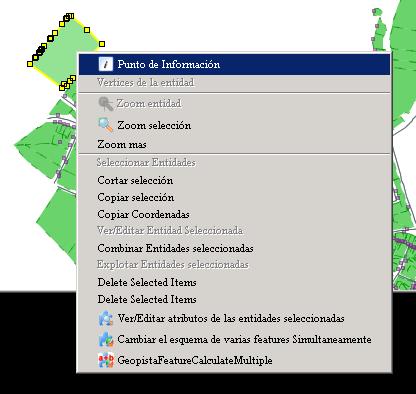 Punto de Información
Vertices de la entidad
Zoom entidad
Zoom selección
Zoom mas
Seleccionar Entidades
Cortar selección
Copiar selección
Copiar Coordenadas
Ver/Editar Entidad Seleccionada
Combinar Entidades seleccionadas
Explotar Entidades seleccionadas
Delete Selected Items
Delete Selected Items
Ver/Editar atributos de las entidades seleccionadas
Cambiar el esquema de varias features Simultaneamente
GeopistaFeatureCalculateMultiple